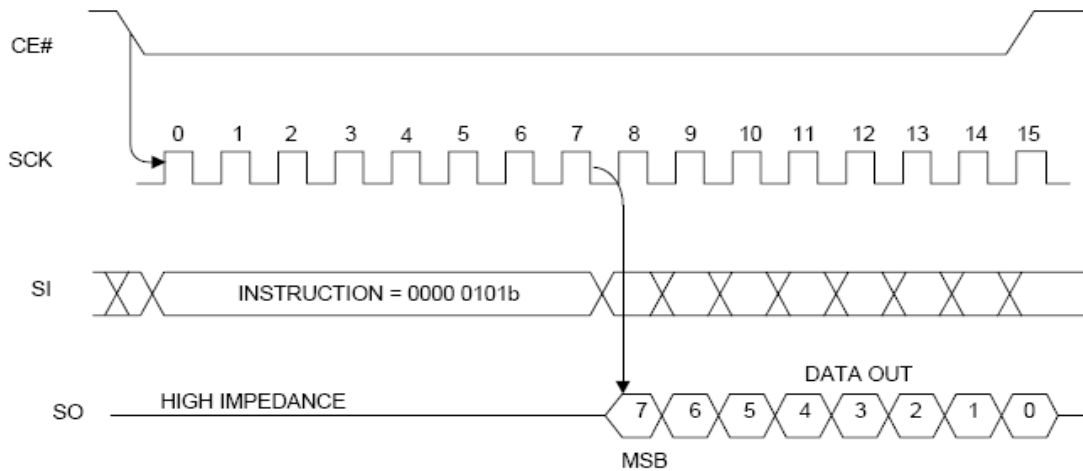 CE#
0 1 2 3 4 5 6 7 8 9 10 11 12 13 14 15
SCK
SI INSTRUCTION = 0000 0101b
DATA OUT
SO HIGH IMPEDANCE 7 6 5 4 3 2 1 0
MSB